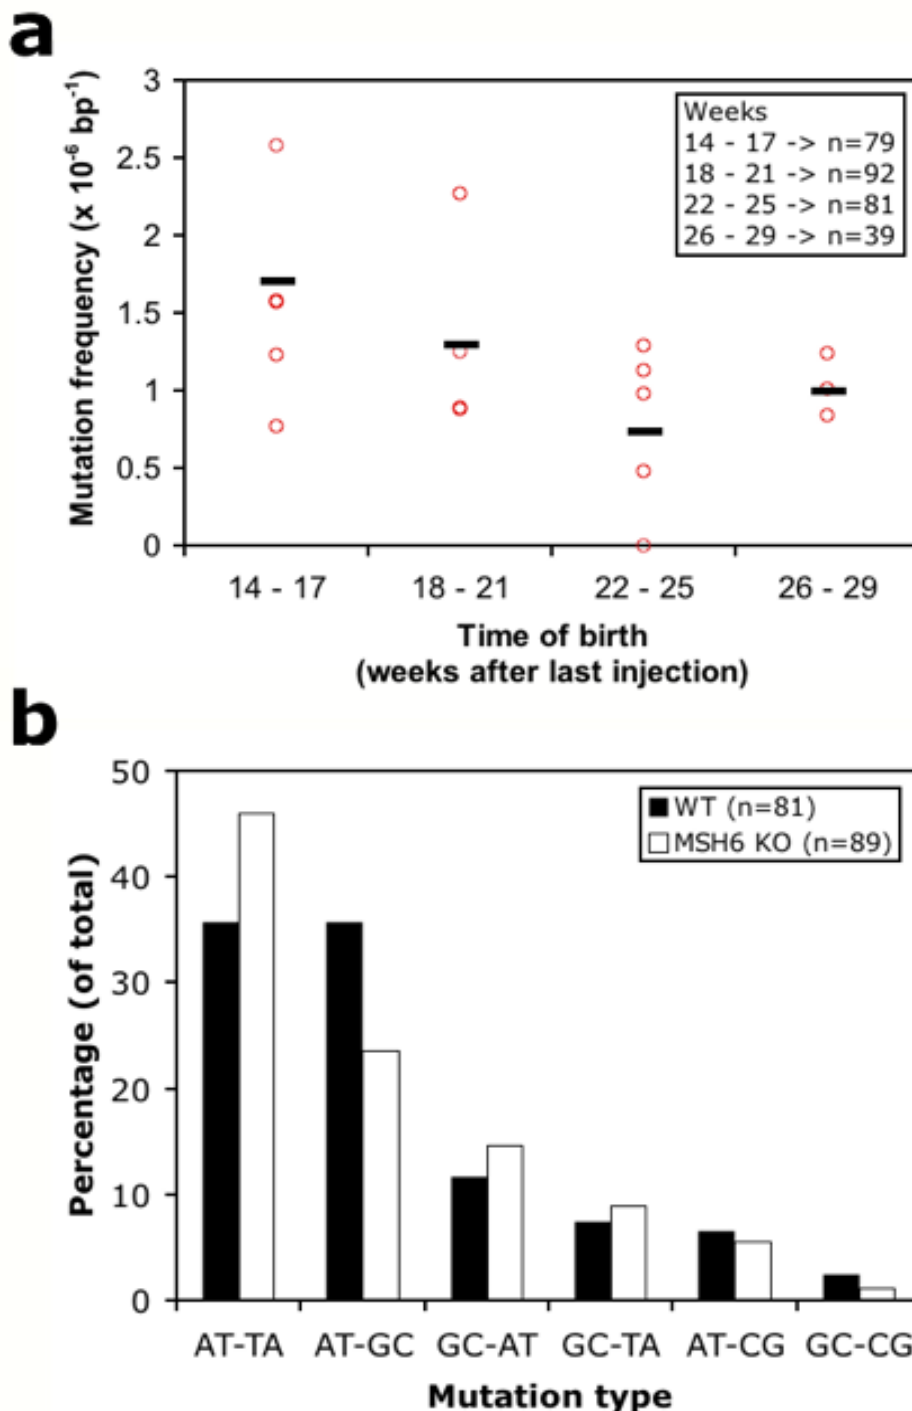 a
Mutation frequency (x 10⁻⁶ bp⁻¹)
3
2.5
2
1.5
1
0.5
0
Weeks
14 - 17 -> n=79
18 - 21 -> n=92
22 - 25 -> n=81
26 - 29 -> n=39
14 - 17 18 - 21 22 - 25 26 - 29
Time of birth
(weeks after last injection)
b
Percentage (of total)
50
40
30
20
10
0
WT (n=81)
MSH6 KO (n=89)
AT-TA AT-GC GC-AT GC-TA AT-CG GC-CG
Mutation type